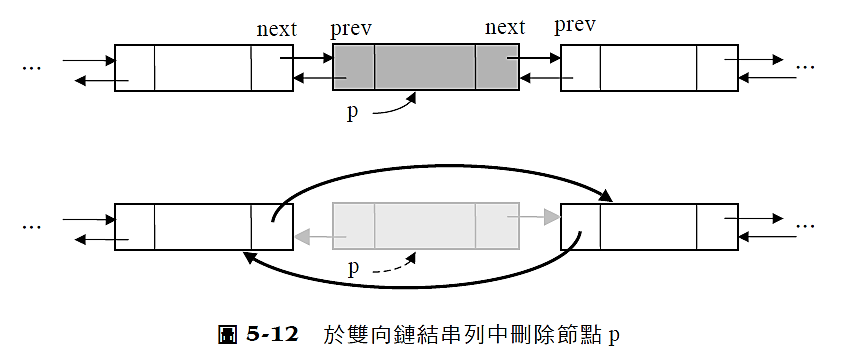 next prev next prev
... ...
p
... ...
p
圖 5-12 於雙向鏈結串列中刪除節點 p